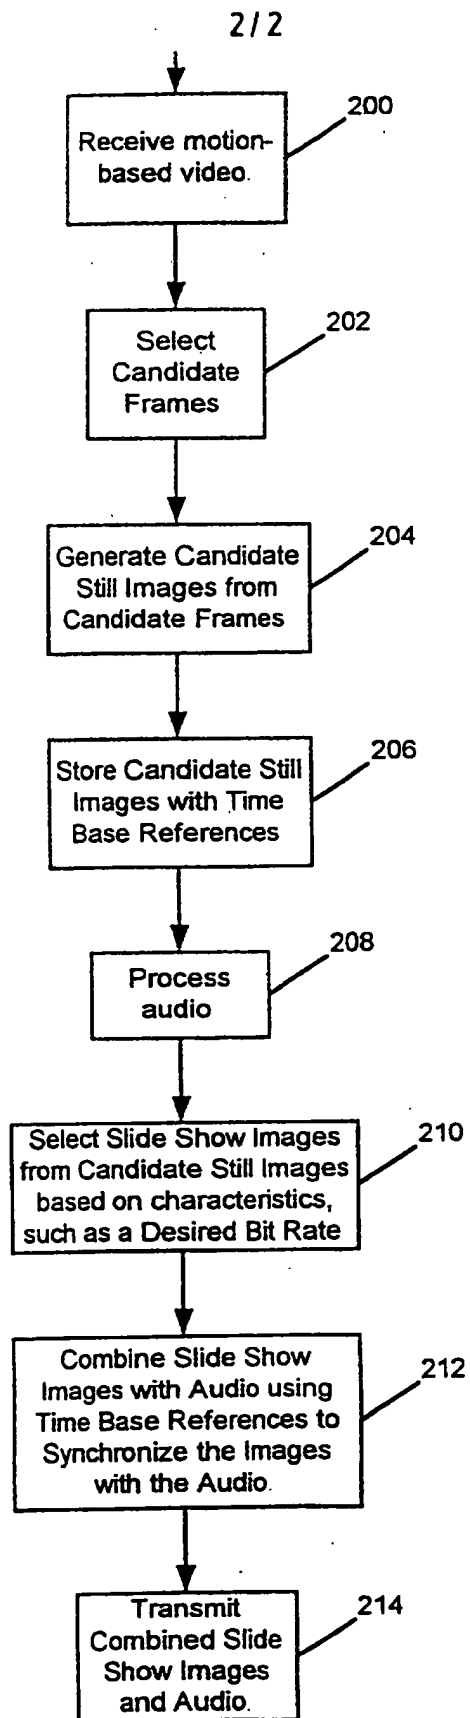 2/2
200
Receive motion-
based video.
202
Select
Candidate
Frames
204
Generate Candidate
Still Images from
Candidate Frames
206
Store Candidate Still
Images with Time
Base References
208
Process
audio
210
Select Slide Show Images
from Candidate Still Images
based on characteristics,
such as a Desired Bit Rate
212
Combine Slide Show
Images with Audio using
Time Base References to
Synchronize the Images
with the Audio.
214
Transmit
Combined Slide
Show Images
and Audio.